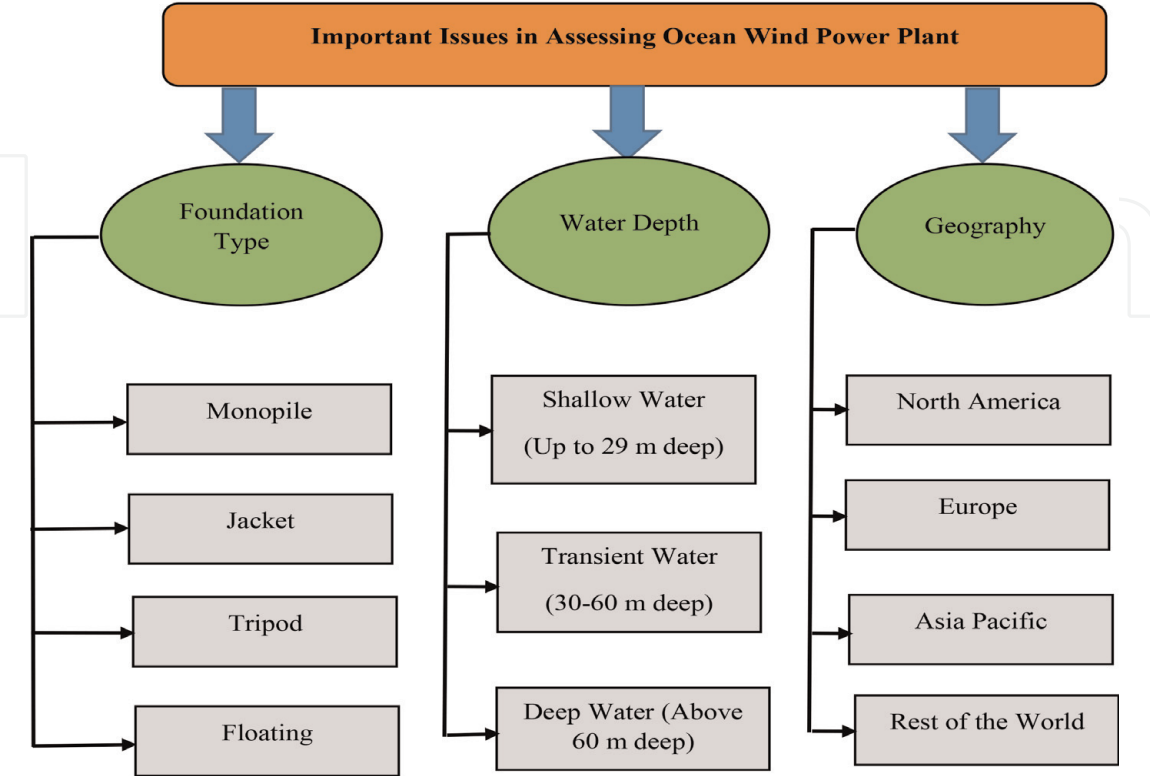 Important Issues in Assessing Ocean Wind Power Plant
Foundation
Type
Monopile
Jacket
Tripod
Floating
Water Depth
Shallow Water
(Up to 29 m deep)
Transient Water
(30-60 m deep)
Deep Water (Above
60 m deep)
Geography
North America
Europe
Asia Pacific
Rest of the World